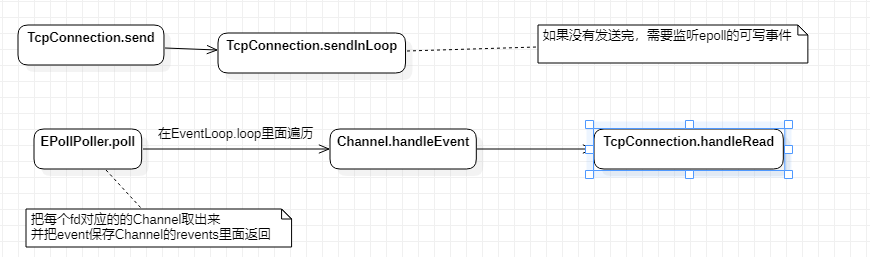 TcpConnection.send
TcpConnection.sendInLoop
如果没有发送完，需要监听epoll的可写事件
EPollPoller.poll
在EventLoop.loop里面遍历
Channel.handleEvent
TcpConnection.handleRead
把每个fd对应的的Channel取出来
并把event保存Channel的revents里面返回